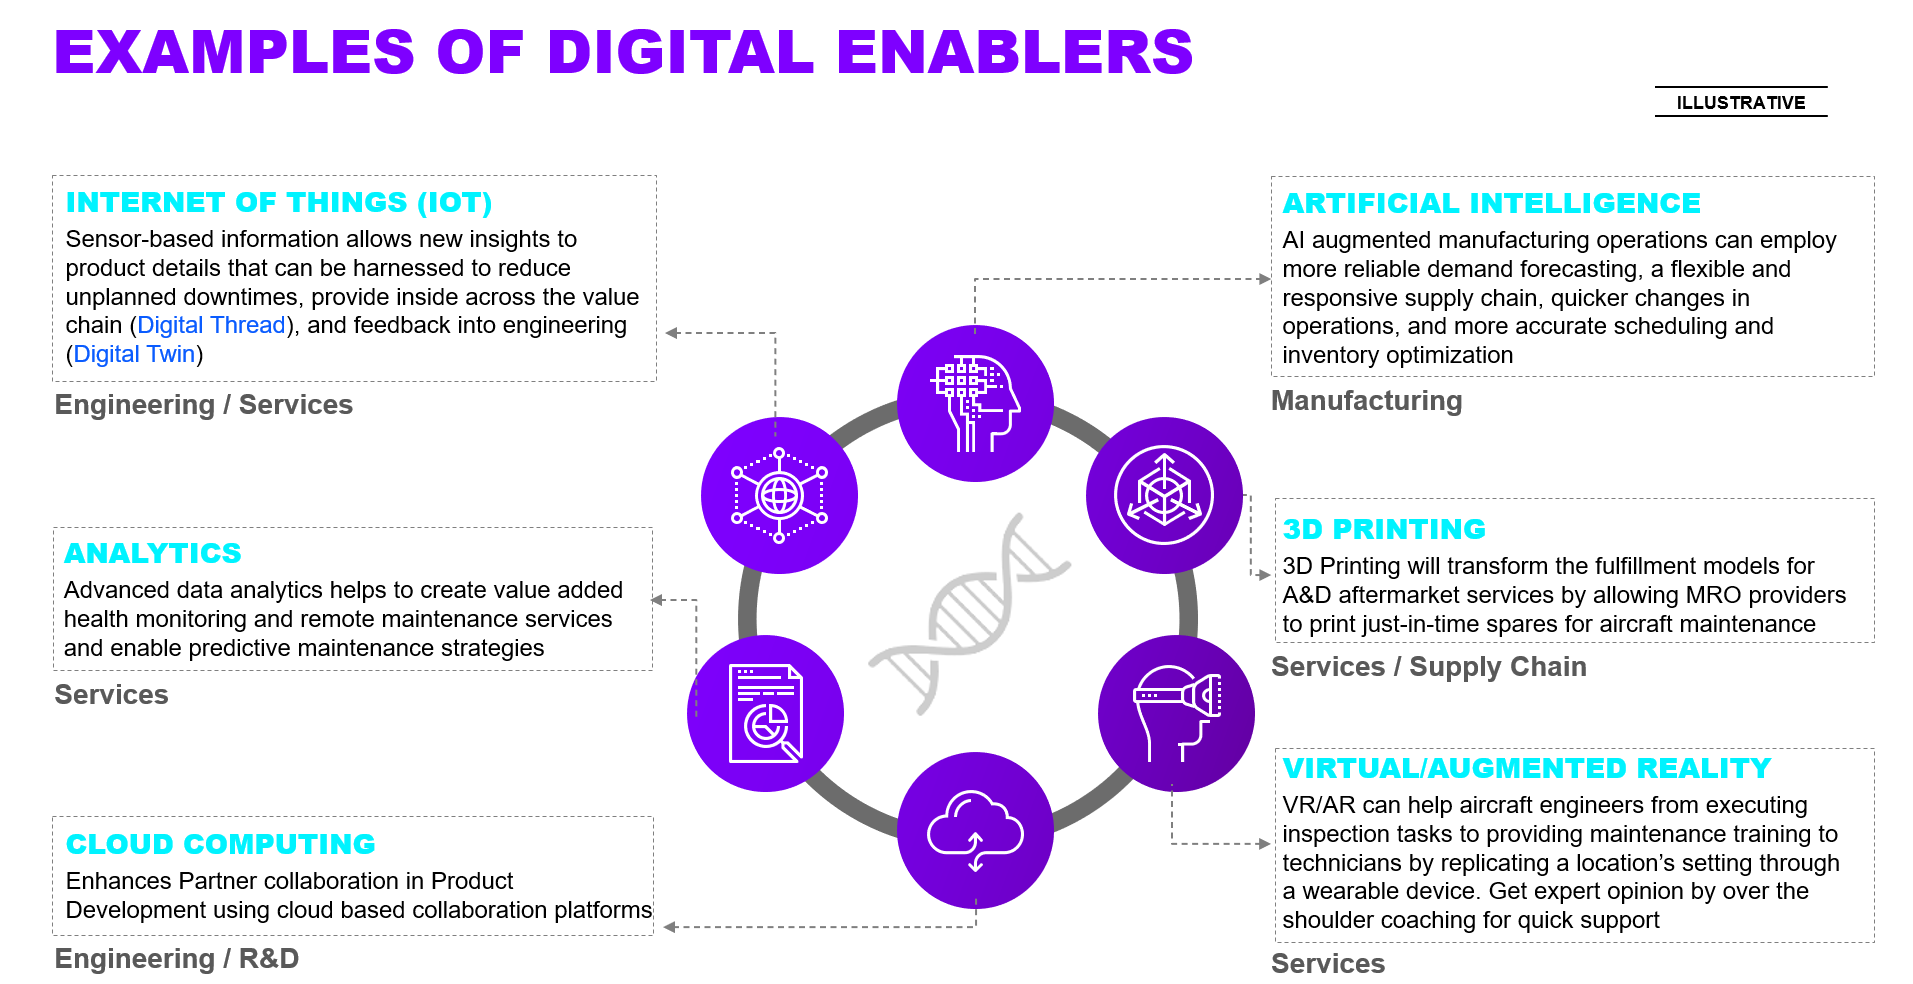 EXAMPLES OF DIGITAL ENABLERS
ILLUSTRATIVE
INTERNET OF THINGS (IOT)
Sensor-based information allows new insights to
product details that can be harnessed to reduce
unplanned downtimes, provide inside across the value
chain (Digital Thread), and feedback into engineering
(Digital Twin)
Engineering / Services
ANALYTICS
Advanced data analytics helps to create value added
health monitoring and remote maintenance services
and enable predictive maintenance strategies
Services
CLOUD COMPUTING
Enhances Partner collaboration in Product
Development using cloud based collaboration platforms
Engineering / R&D
ARTIFICIAL INTELLIGENCE
AI augmented manufacturing operations can employ
more reliable demand forecasting, a flexible and
responsive supply chain, quicker changes in
operations, and more accurate scheduling and
inventory optimization
Manufacturing
3D PRINTING
3D Printing will transform the fulfillment models for
A&D aftermarket services by allowing MRO providers
to print just-in-time spares for aircraft maintenance
Services / Supply Chain
VIRTUAL/AUGMENTED REALITY
VR/AR can help aircraft engineers from executing
inspection tasks to providing maintenance training to
technicians by replicating a location’s setting through
a wearable device. Get expert opinion by over the
shoulder coaching for quick support
Services